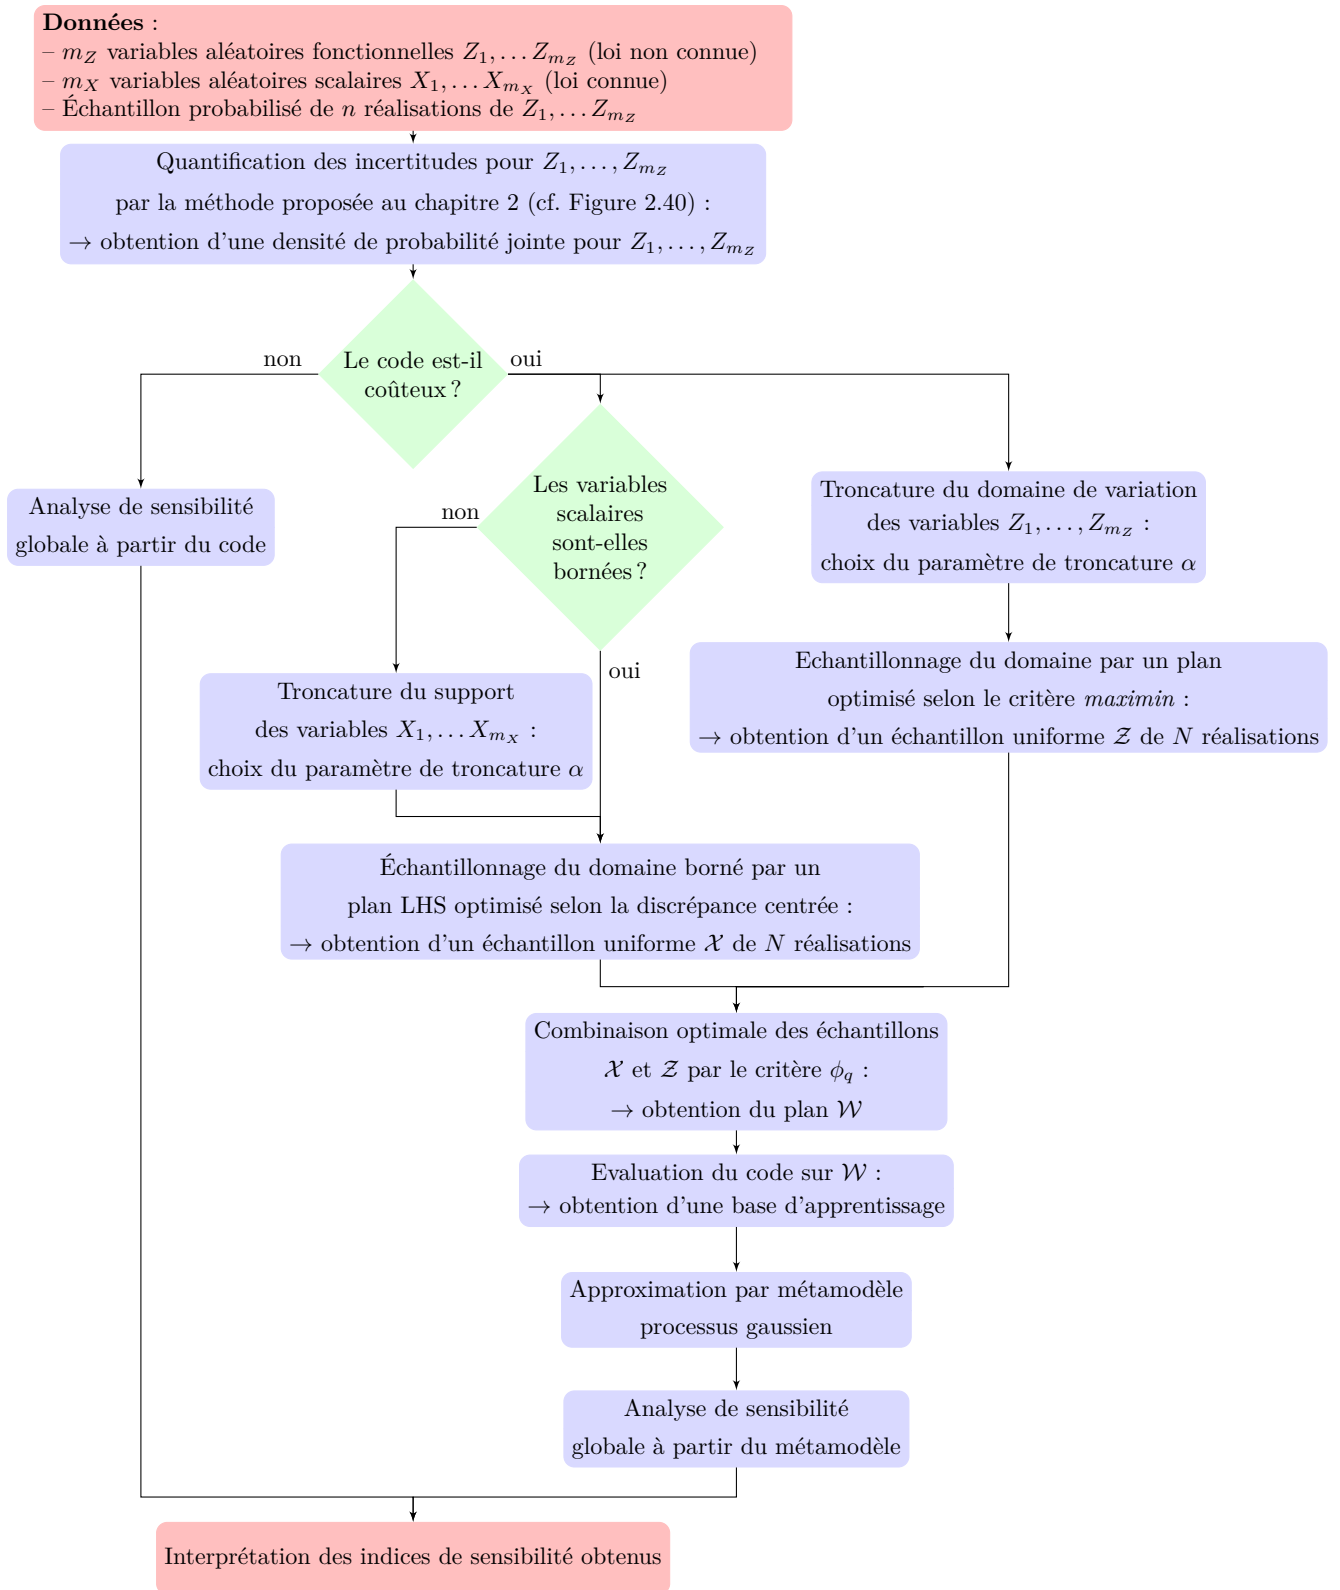 Données :
– m_Z variables aléatoires fonctionnelles Z_1, … Z_{m_Z} (loi non connue)
– m_X variables aléatoires scalaires X_1, … X_{m_X} (loi connue)
– Échantillon probabilisé de n réalisations de Z_1, … Z_{m_Z}
Quantification des incertitudes pour Z_1, …, Z_{m_Z}
par la méthode proposée au chapitre 2 (cf. Figure 2.40) :
→ obtention d'une densité de probabilité jointe pour Z_1, …, Z_{m_Z}
non
Le code est-il
coûteux ?
oui
Analyse de sensibilité
globale à partir du code
non
Les variables
scalaires
sont-elles
bornées ?
oui
Troncature du domaine de variation
des variables Z_1, …, Z_{m_Z} :
choix du paramètre de troncature α
Troncature du support
des variables X_1, … X_{m_X} :
choix du paramètre de troncature α
Echantillonnage du domaine par un plan
optimisé selon le critère maximin :
→ obtention d'un échantillon uniforme 𝒵 de N réalisations
Échantillonnage du domaine borné par un
plan LHS optimisé selon la discrépance centrée :
→ obtention d'un échantillon uniforme 𝒳 de N réalisations
Combinaison optimale des échantillons
𝒳 et 𝒵 par le critère ϕ_q :
→ obtention du plan 𝒲
Evaluation du code sur 𝒲 :
→ obtention d'une base d'apprentissage
Approximation par métamodèle
processus gaussien
Analyse de sensibilité
globale à partir du métamodèle
Interprétation des indices de sensibilité obtenus